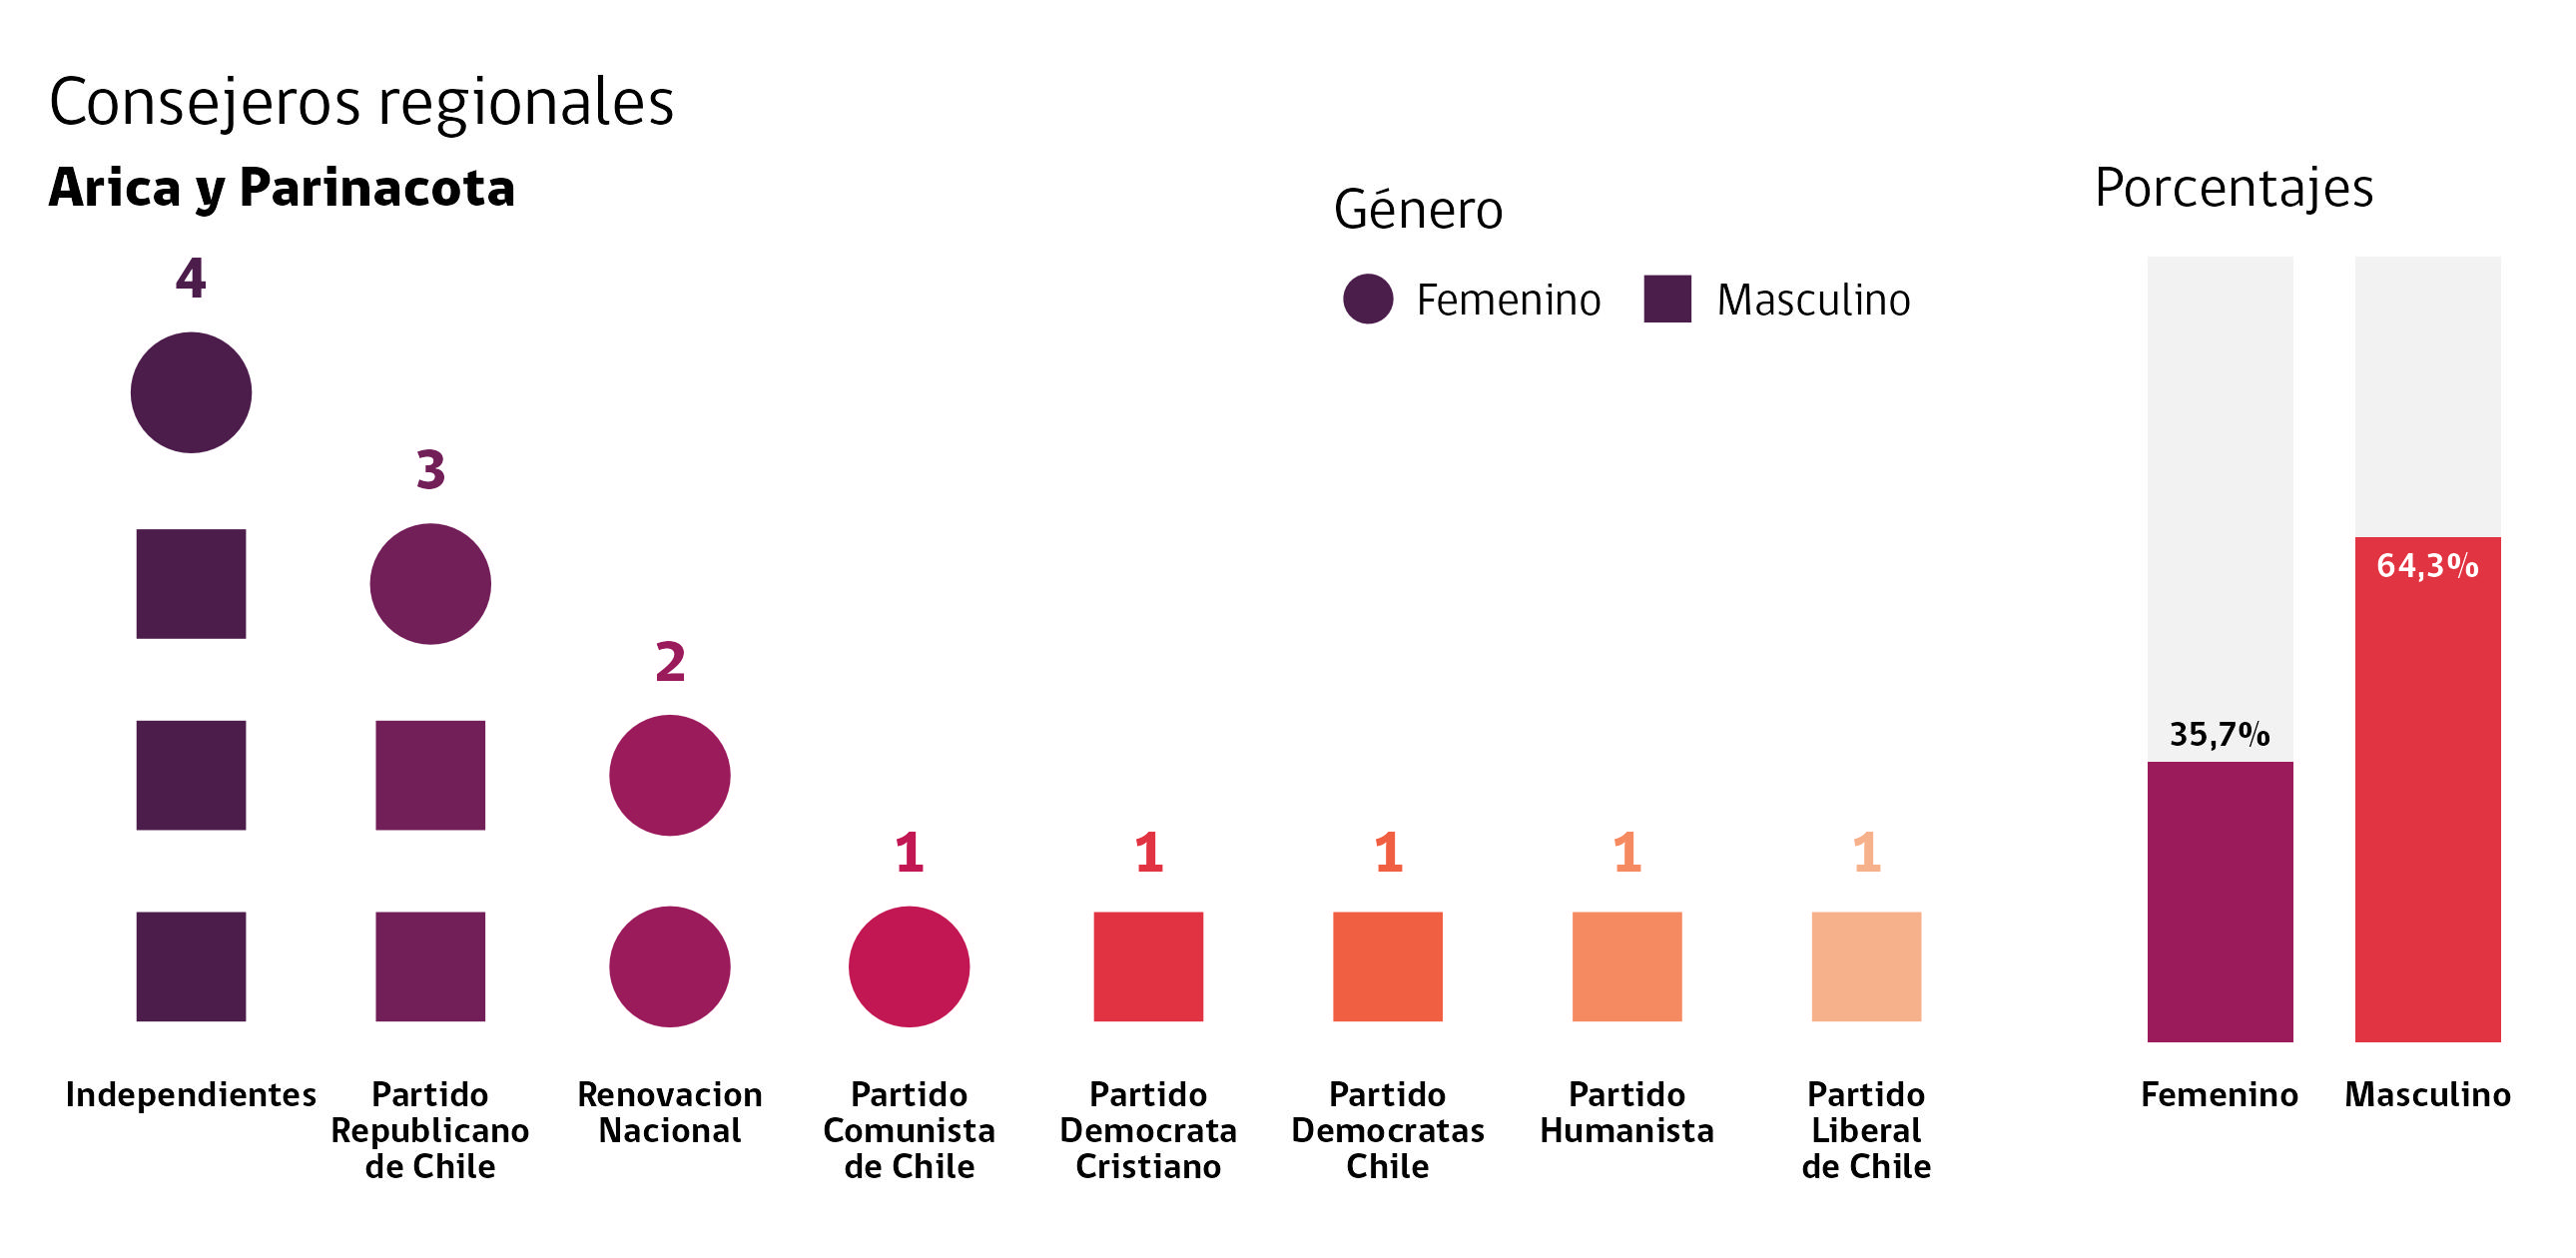 Consejeros regionales
Arica y Parinacota
Género
Femenino
Masculino
Porcentajes
4
3
2
1
1
1
1
1
Independientes
Partido
Republicano
de Chile
Renovacion
Nacional
Partido
Comunista
de Chile
Partido
Democrata
Cristiano
Partido
Democratas
Chile
Partido
Humanista
Partido
Liberal
de Chile
35,7%
64,3%
Femenino
Masculino